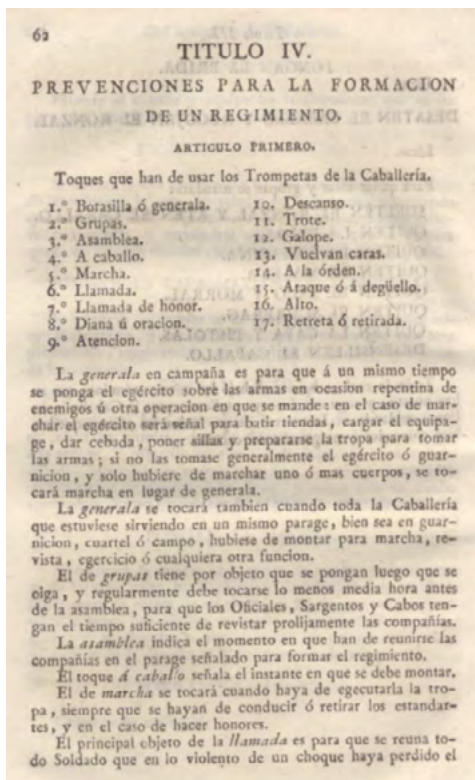 62
TITULO IV.
PREVENCIONES PARA LA FORMACION
DE UN REGIMIENTO.
ARTICULO PRIMERO.
Toques que han de usar los Trompetas de la Caballería.
1.º Botasilla ó generala.
2.º Grupas.
3.º Asamblea.
4.º A caballo.
5.º Marcha.
6.º Llamada.
7.º Llamada de honor.
8.º Diana ú oracion.
9.º Atencion.
10. Descanso.
11. Trote.
12. Galope.
13. Vuelvan caras.
14. A la órden.
15. Ataque ó á degüello.
16. Alto.
17. Retreta ó retirada.
La generala en campaña es para que á un mismo tiempo
se ponga el egército sobre las armas en ocasion repentina de
enemigos ú otra operacion en que se mande: en el caso de mar-
char el egército será señal para batir tiendas, cargar el equipa-
ge, dar cebada, poner sillas y prepararse la tropa para tomar
las armas; si no las tomase generalmente el egército ó guar-
nicion, y solo hubiere de marchar uno ó mas cuerpos, se to-
cará marcha en lugar de generala.
La generala se tocará tambien cuando toda la Caballería
que estuviese sirviendo en un mismo parage, bien sea en guar-
nicion, cuartel ó campo, hubiese de montar para marcha, re-
vista, egercicio ó cualquiera otra funcion.
El de grupas tiene por objeto que se pongan luego que se
oiga, y regularmente debe tocarse lo menos media hora antes
de la asamblea, para que los Oficiales, Sargentos y Cabos ten-
gan el tiempo suficiente de revistar prolijamente las compañías.
La asamblea indica el momento en que han de reunirse las
compañías en el parage señalado para formar el regimiento.
El toque á caballo señala el instante en que se debe montar.
El de marcha se tocará cuando haya de egecutarla la tro-
pa, siempre que se hayan de conducir ó retirar los estandar-
tes, y en el caso de hacer honores.
El principal objeto de la llamada es para que se reuna to-
do Soldado que en lo violento de un choque haya perdido el